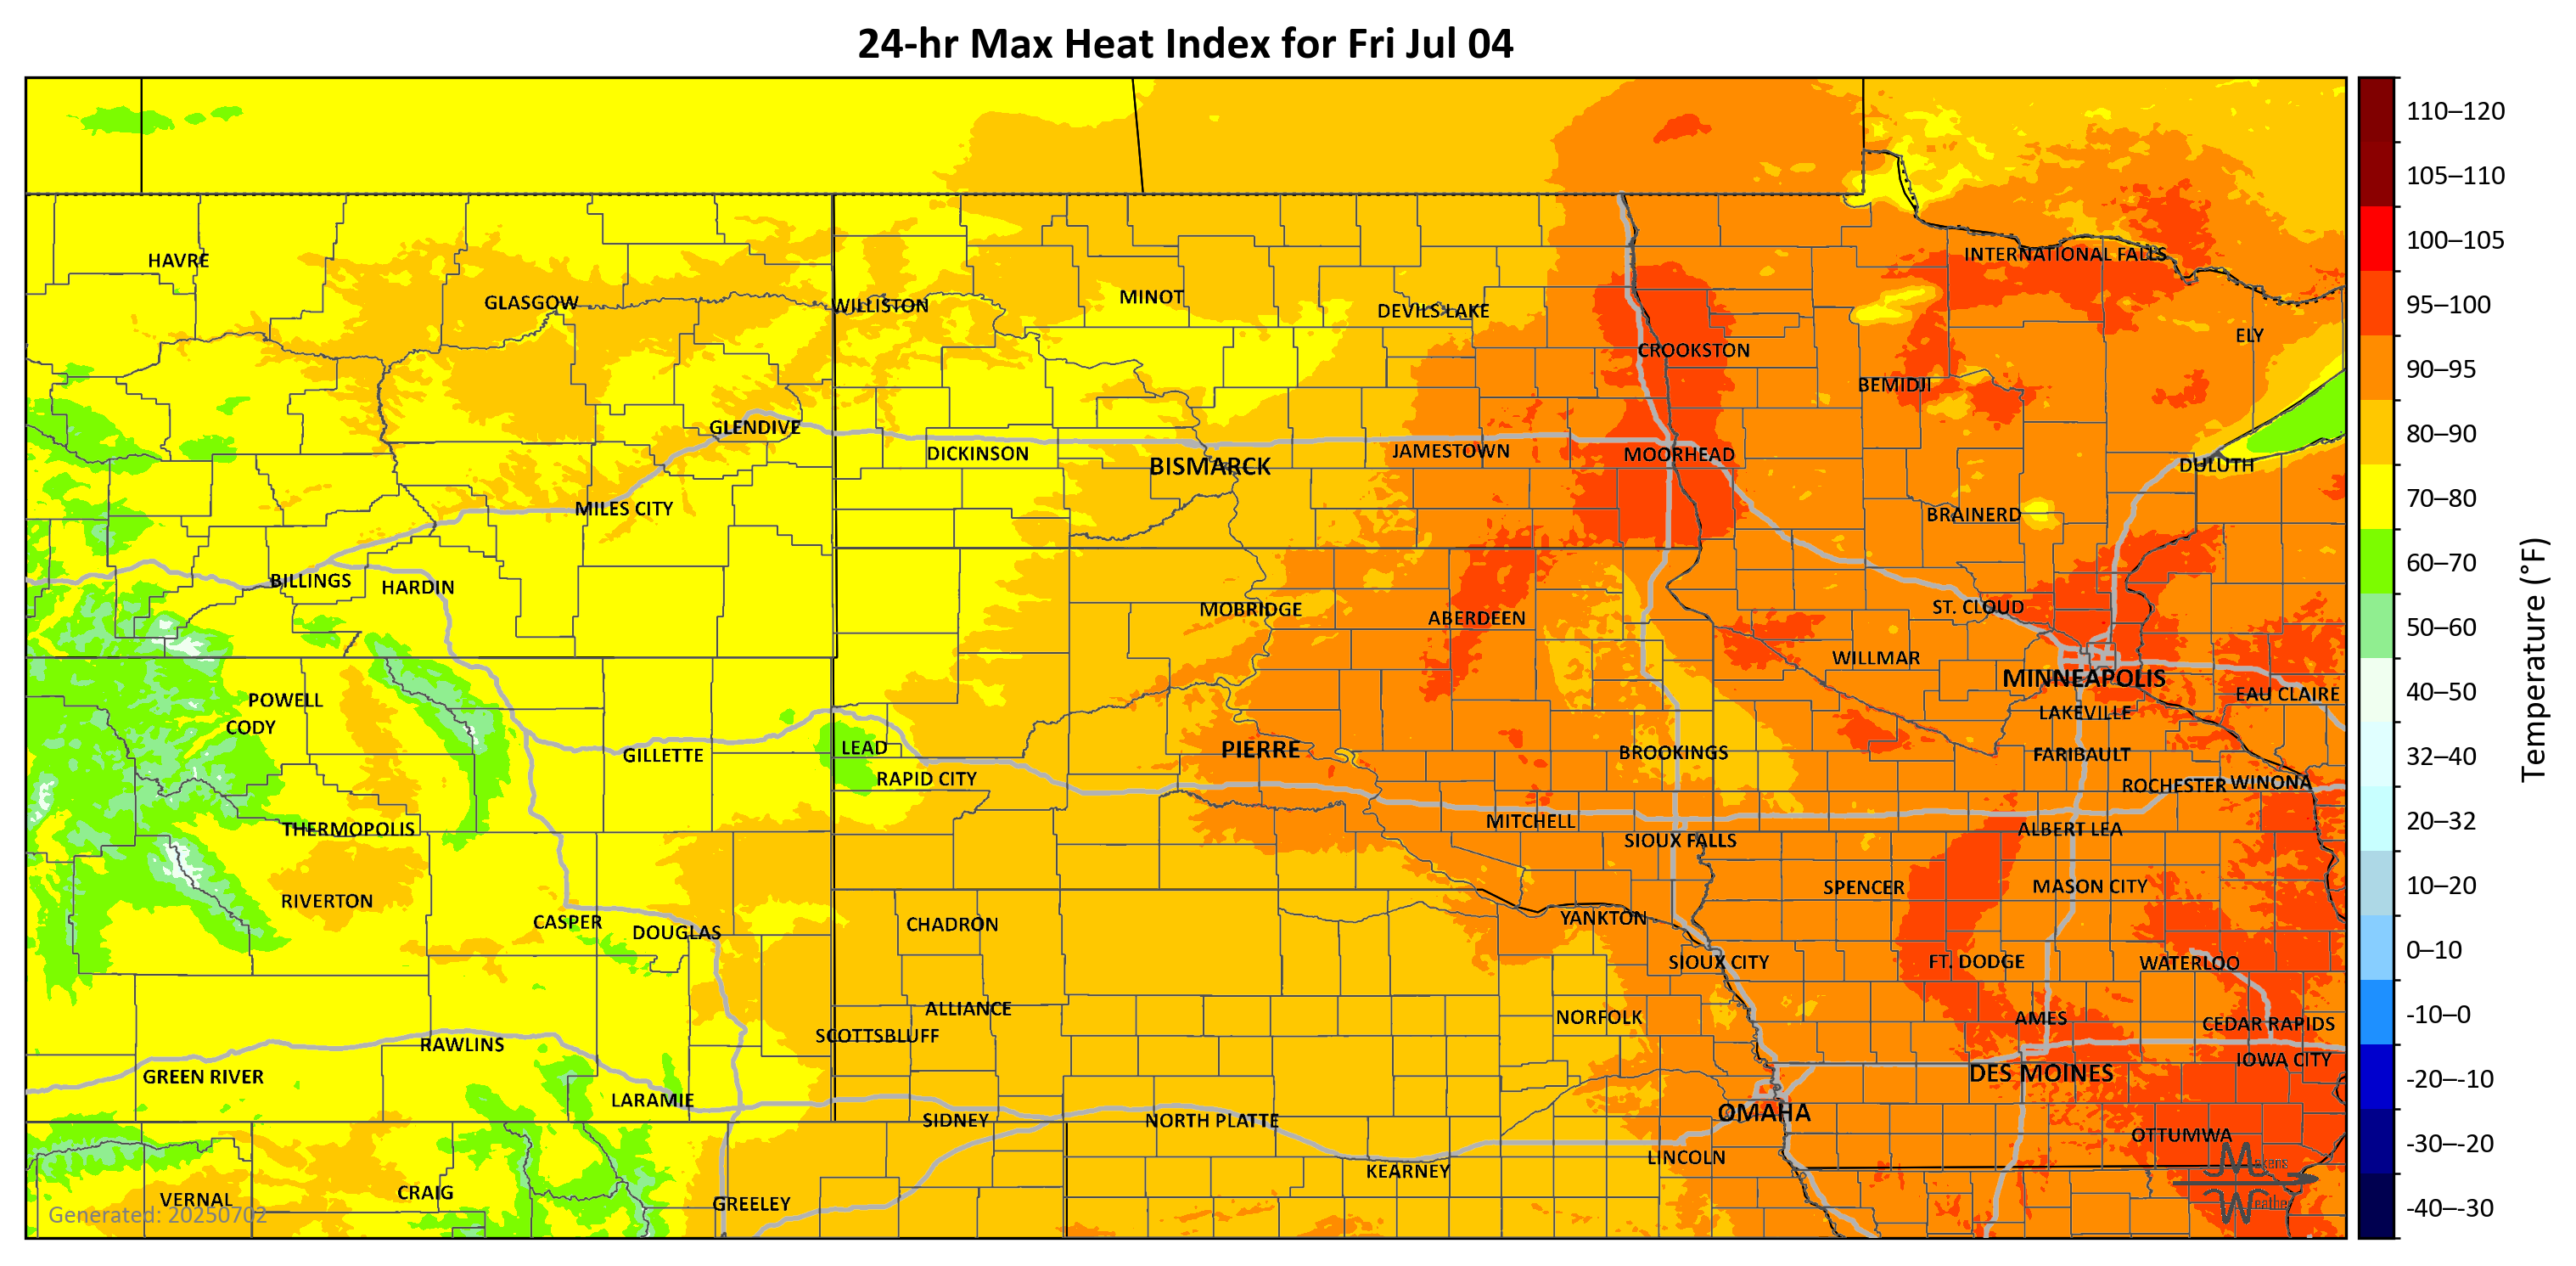 24-hr Max Heat Index for Fri Jul 04
110–120
105–110
100–105
95–100
90–95
80–90
70–80
60–70
50–60
40–50
32–40
20–32
10–20
0–10
-10–0
-20–-10
-30–-20
-40–-30
Temperature (°F)
HAVRE
INTERNATIONAL FALLS
GLASGOW
WILLISTON
MINOT
DEVILS LAKE
ELY
CROOKSTON
BEMIDJI
GLENDIVE
DICKINSON
BISMARCK
JAMESTOWN
MOORHEAD
DULUTH
MILES CITY
BRAINERD
BILLINGS
HARDIN
MOBRIDGE
ABERDEEN
ST. CLOUD
WILLMAR
MINNEAPOLIS
POWELL
EAU CLAIRE
CODY
LAKEVILLE
GILLETTE
LEAD
PIERRE
BROOKINGS
FARIBAULT
RAPID CITY
ROCHESTER
WINONA
THERMOPOLIS
MITCHELL
ALBERT LEA
SIOUX FALLS
RIVERTON
SPENCER
MASON CITY
CASPER
DOUGLAS
CHADRON
YANKTON
SIOUX CITY
FT. DODGE
WATERLOO
ALLIANCE
NORFOLK
AMES
CEDAR RAPIDS
SCOTTSBLUFF
RAWLINS
IOWA CITY
GREEN RIVER
DES MOINES
LARAMIE
SIDNEY
NORTH PLATTE
OMAHA
OTTUMWA
LINCOLN
KEARNEY
VERNAL
CRAIG
GREELEY
Generated: 20250702
Makens
Weather